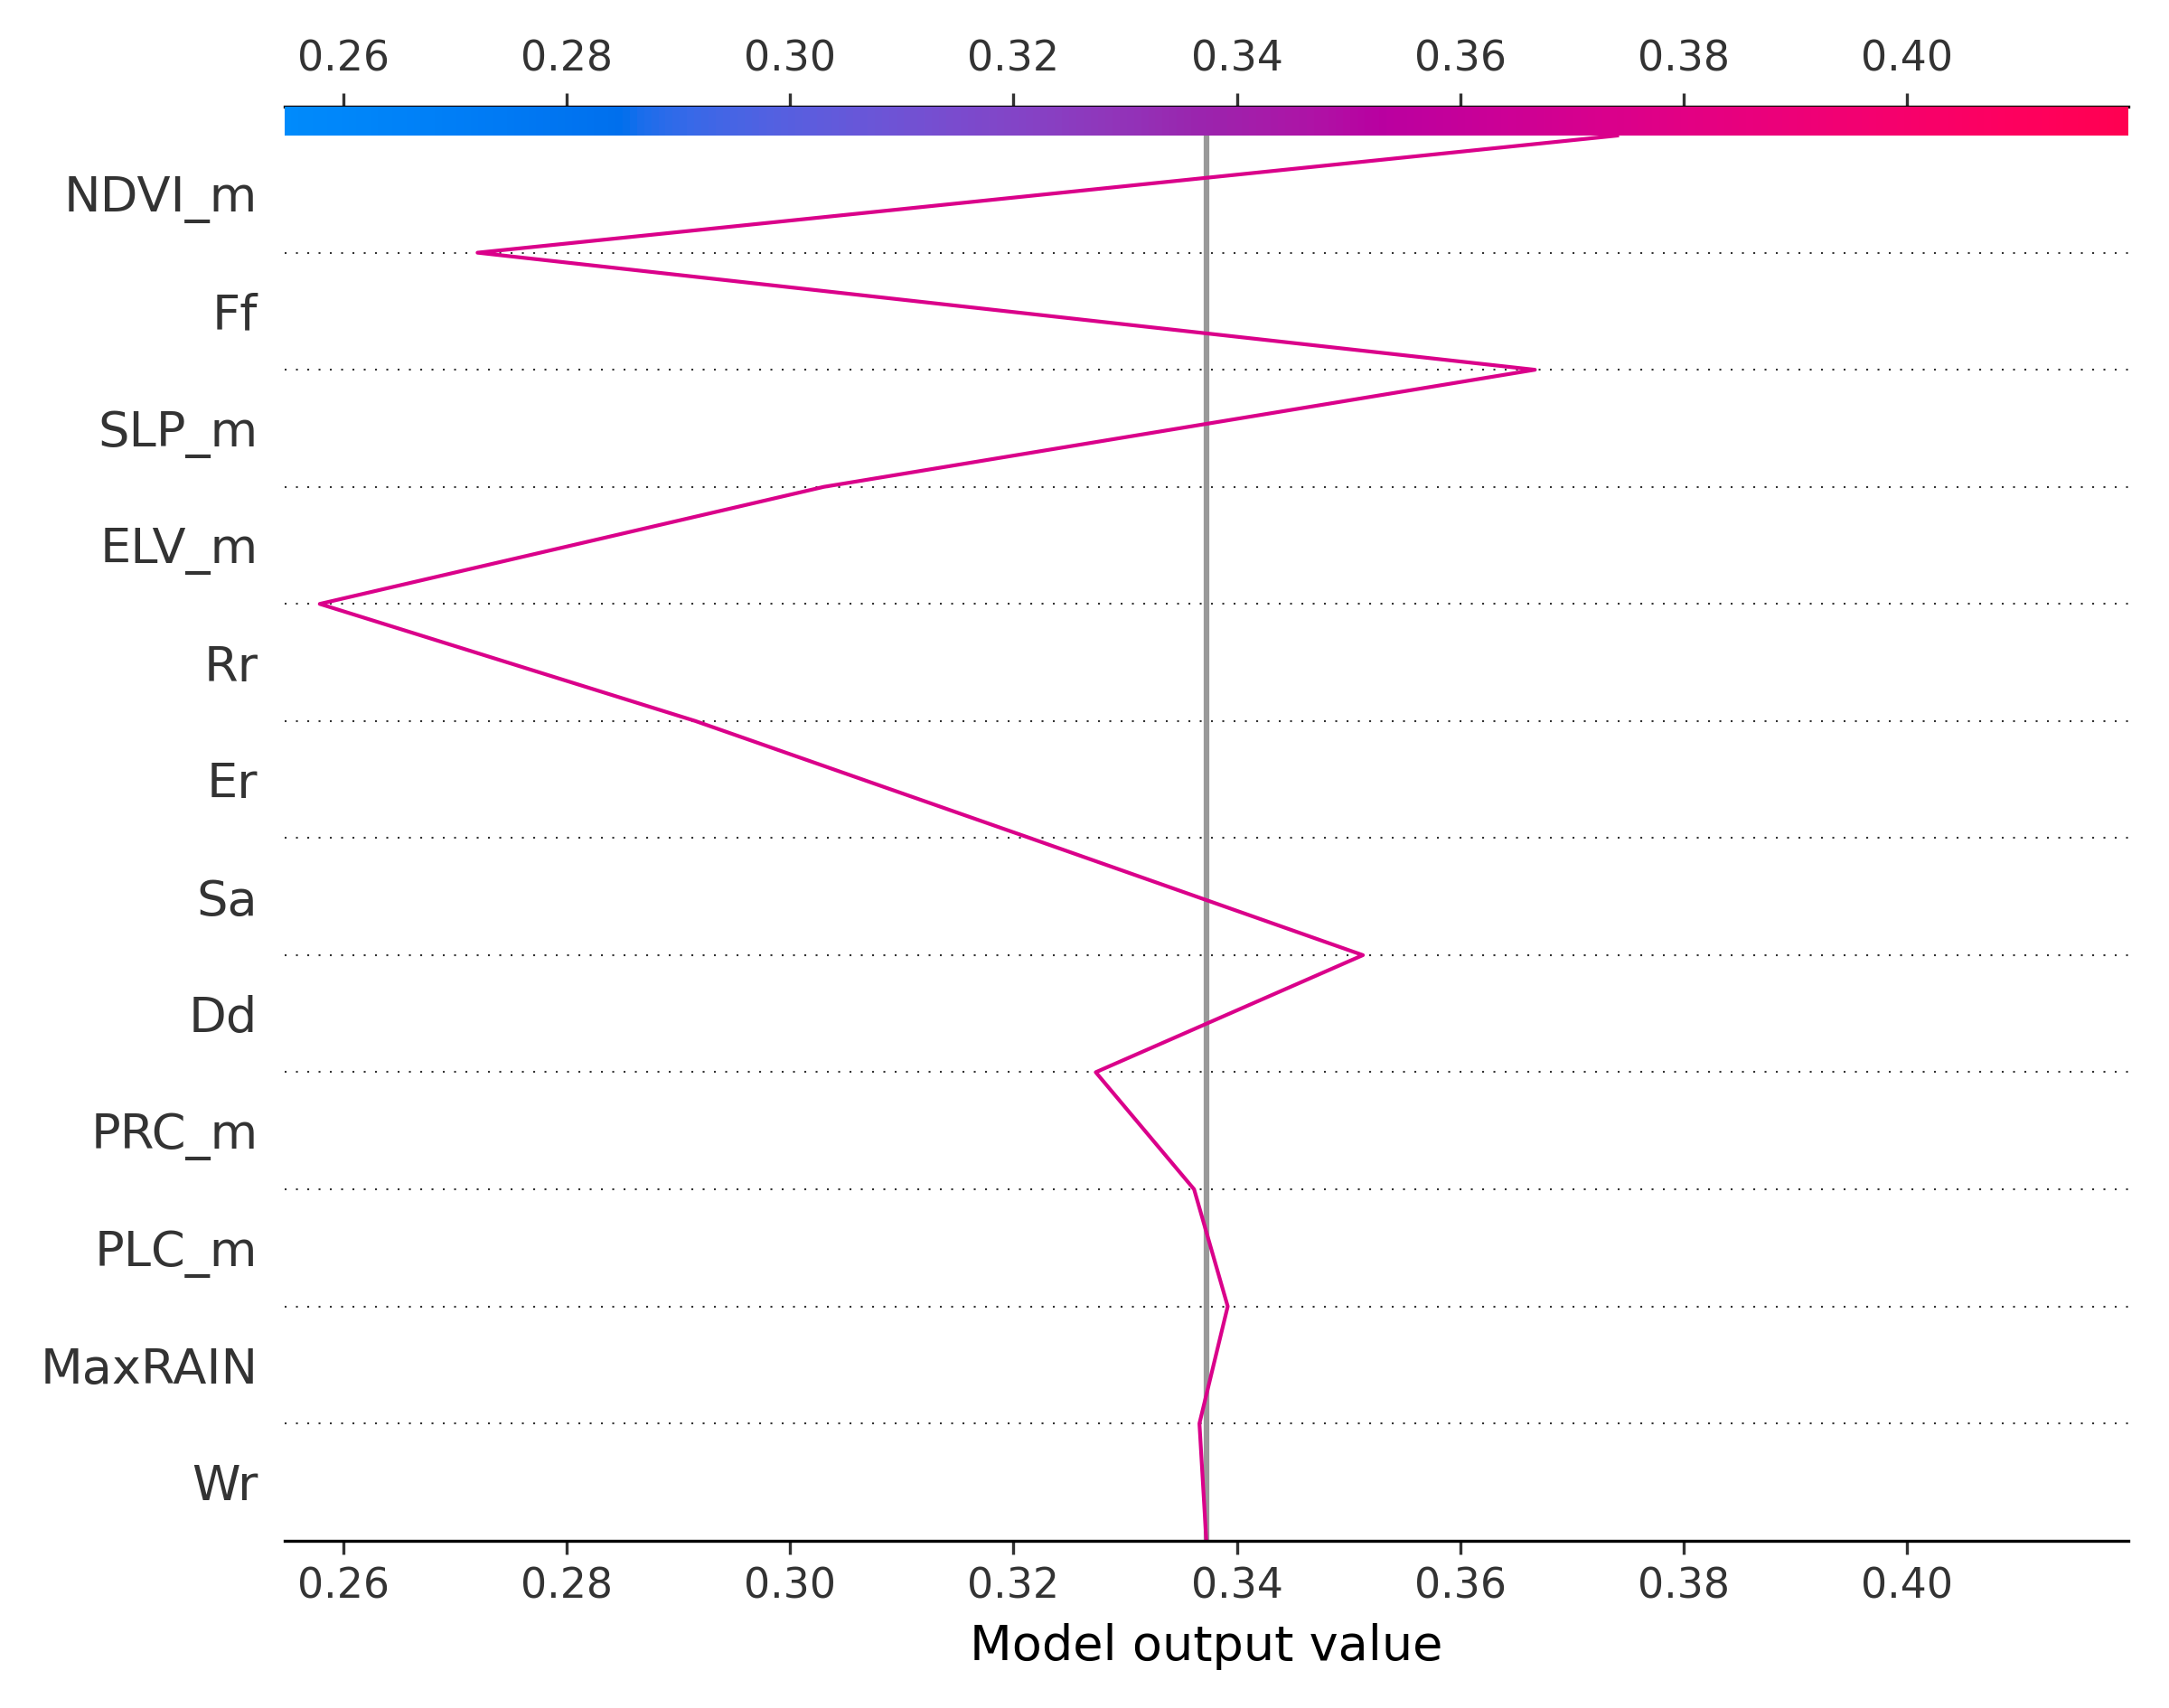 0.26 0.28 0.30 0.32 0.34 0.36 0.38 0.40
NDVI_m
Ff
SLP_m
ELV_m
Rr
Er
Sa
Dd
PRC_m
PLC_m
MaxRAIN
Wr
0.26 0.28 0.30 0.32 0.34 0.36 0.38 0.40
Model output value